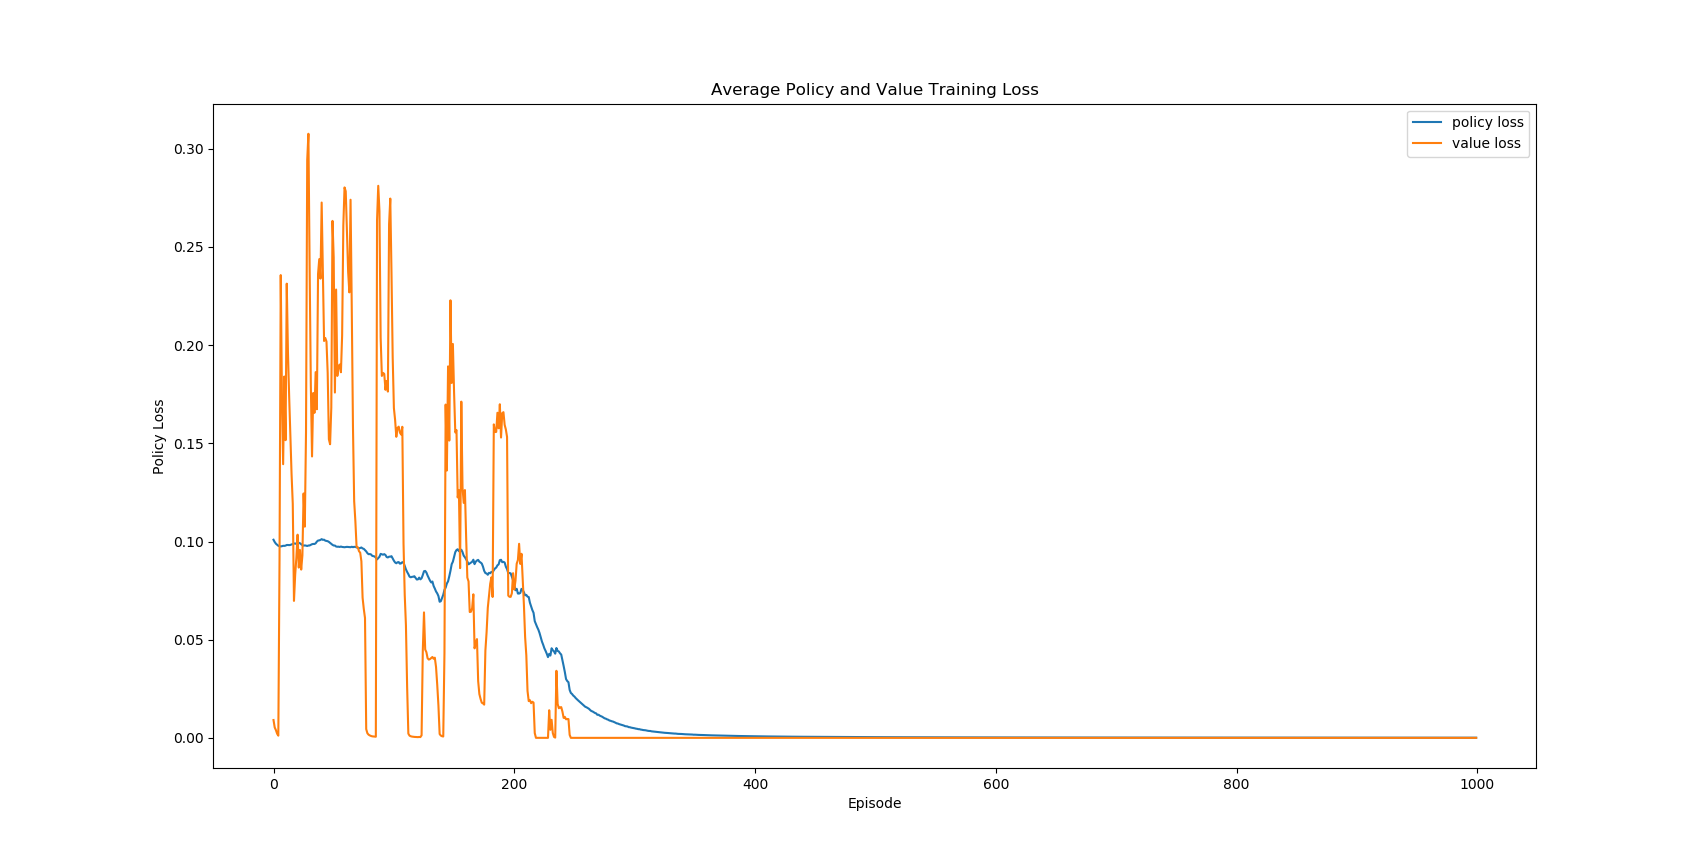 Average Policy and Value Training Loss
policy loss
value loss
0.30
0.25
0.20
0.15
0.10
0.05
0.00
Policy Loss
0 200 400 600 800 1000
Episode